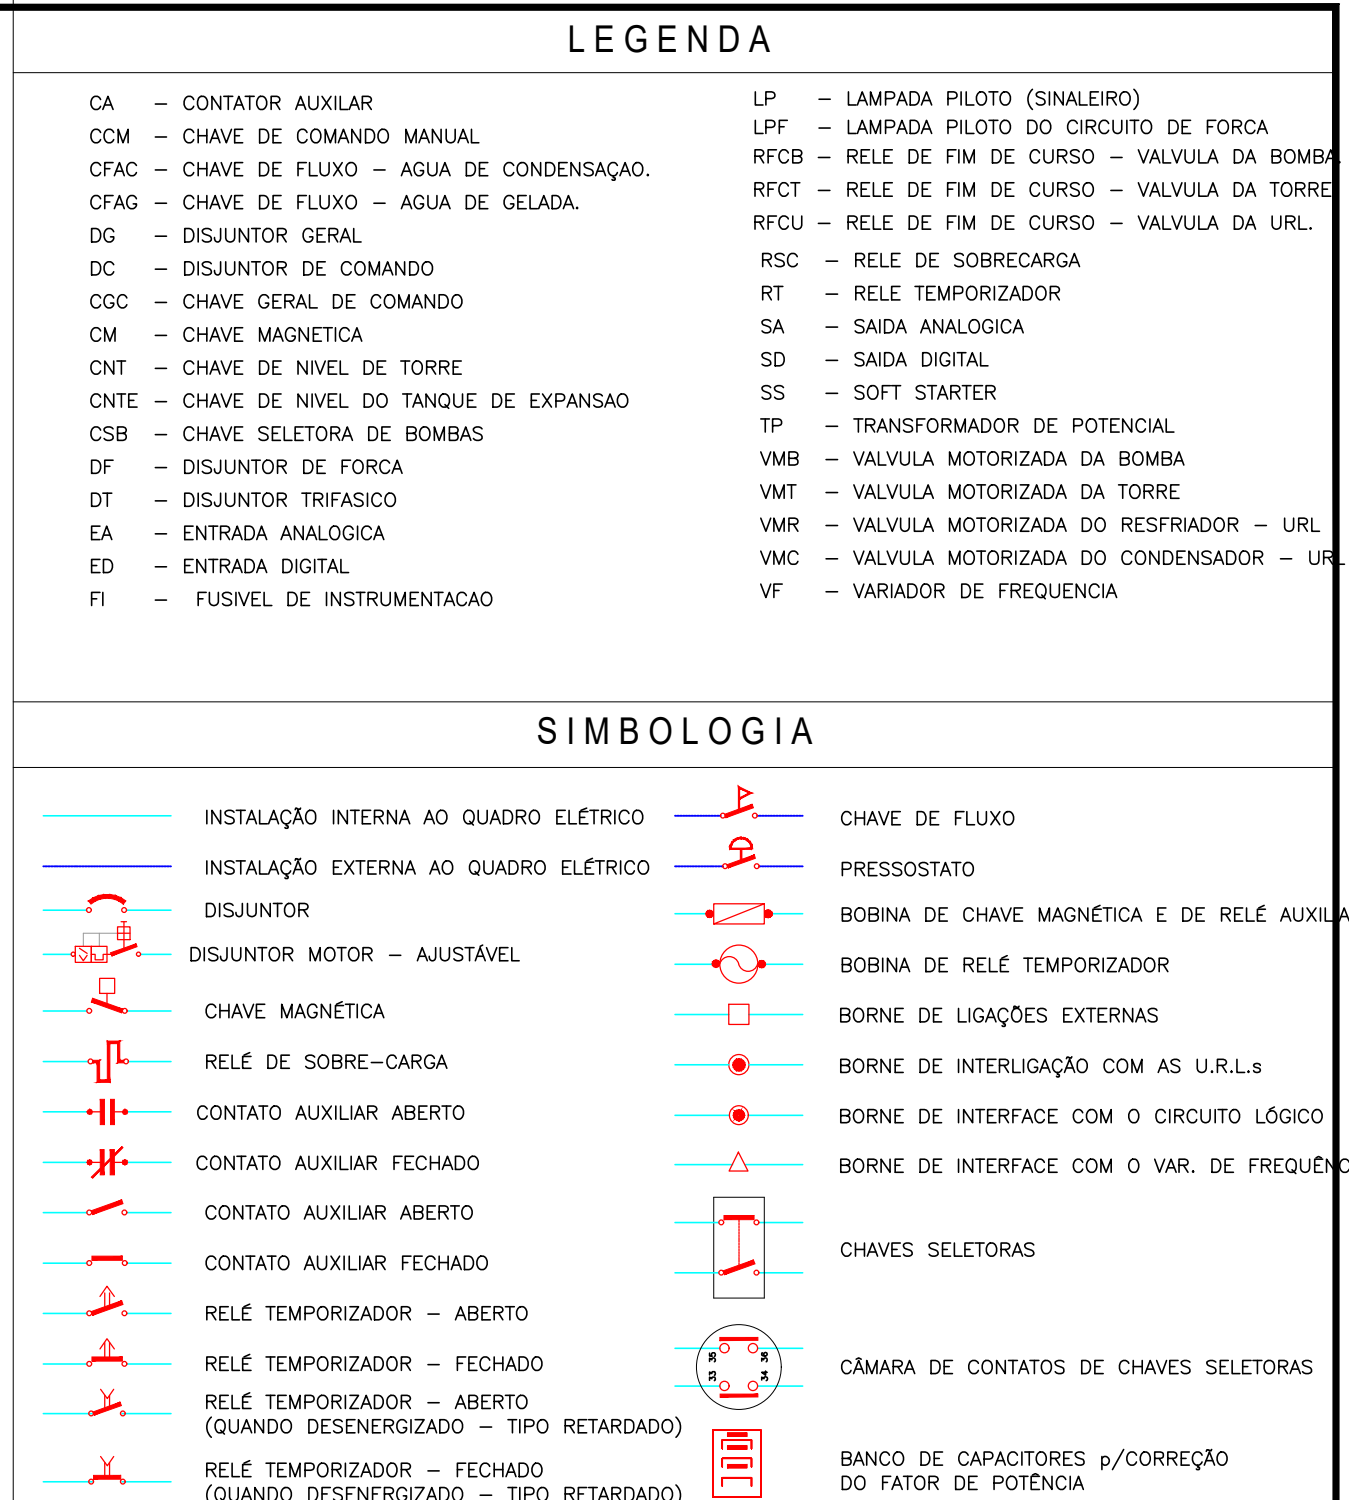 LEGENDA
CA – CONTATOR AUXILAR
CCM – CHAVE DE COMANDO MANUAL
CFAC – CHAVE DE FLUXO – AGUA DE CONDENSAÇAO.
CFAG – CHAVE DE FLUXO – AGUA DE GELADA.
DG – DISJUNTOR GERAL
DC – DISJUNTOR DE COMANDO
CGC – CHAVE GERAL DE COMANDO
CM – CHAVE MAGNETICA
CNT – CHAVE DE NIVEL DE TORRE
CNTE – CHAVE DE NIVEL DO TANQUE DE EXPANSAO
CSB – CHAVE SELETORA DE BOMBAS
DF – DISJUNTOR DE FORCA
DT – DISJUNTOR TRIFASICO
EA – ENTRADA ANALOGICA
ED – ENTRADA DIGITAL
FI – FUSIVEL DE INSTRUMENTACAO
LP – LAMPADA PILOTO (SINALEIRO)
LPF – LAMPADA PILOTO DO CIRCUITO DE FORCA
RFCB – RELE DE FIM DE CURSO – VALVULA DA BOMBA.
RFCT – RELE DE FIM DE CURSO – VALVULA DA TORRE
RFCU – RELE DE FIM DE CURSO – VALVULA DA URL.
RSC – RELE DE SOBRECARGA
RT – RELE TEMPORIZADOR
SA – SAIDA ANALOGICA
SD – SAIDA DIGITAL
SS – SOFT STARTER
TP – TRANSFORMADOR DE POTENCIAL
VMB – VALVULA MOTORIZADA DA BOMBA
VMT – VALVULA MOTORIZADA DA TORRE
VMR – VALVULA MOTORIZADA DO RESFRIADOR – URL
VMC – VALVULA MOTORIZADA DO CONDENSADOR – URL
VF – VARIADOR DE FREQUENCIA
SIMBOLOGIA
INSTALAÇÃO INTERNA AO QUADRO ELÉTRICO
INSTALAÇÃO EXTERNA AO QUADRO ELÉTRICO
DISJUNTOR
DISJUNTOR MOTOR – AJUSTÁVEL
CHAVE MAGNÉTICA
RELÉ DE SOBRE–CARGA
CONTATO AUXILIAR ABERTO
CONTATO AUXILIAR FECHADO
CONTATO AUXILIAR ABERTO
CONTATO AUXILIAR FECHADO
RELÉ TEMPORIZADOR – ABERTO
RELÉ TEMPORIZADOR – FECHADO
RELÉ TEMPORIZADOR – ABERTO
(QUANDO DESENERGIZADO – TIPO RETARDADO)
RELÉ TEMPORIZADOR – FECHADO
(QUANDO DESENERGIZADO – TIPO RETARDADO)
CHAVE DE FLUXO
PRESSOSTATO
BOBINA DE CHAVE MAGNÉTICA E DE RELÉ AUXILIA
BOBINA DE RELÉ TEMPORIZADOR
BORNE DE LIGAÇÕES EXTERNAS
BORNE DE INTERLIGAÇÃO COM AS U.R.L.s
BORNE DE INTERFACE COM O CIRCUITO LÓGICO
BORNE DE INTERFACE COM O VAR. DE FREQUÊNC
CHAVES SELETORAS
35 36
33 34
CÂMARA DE CONTATOS DE CHAVES SELETORAS
BANCO DE CAPACITORES p/CORREÇÃO
DO FATOR DE POTÊNCIA